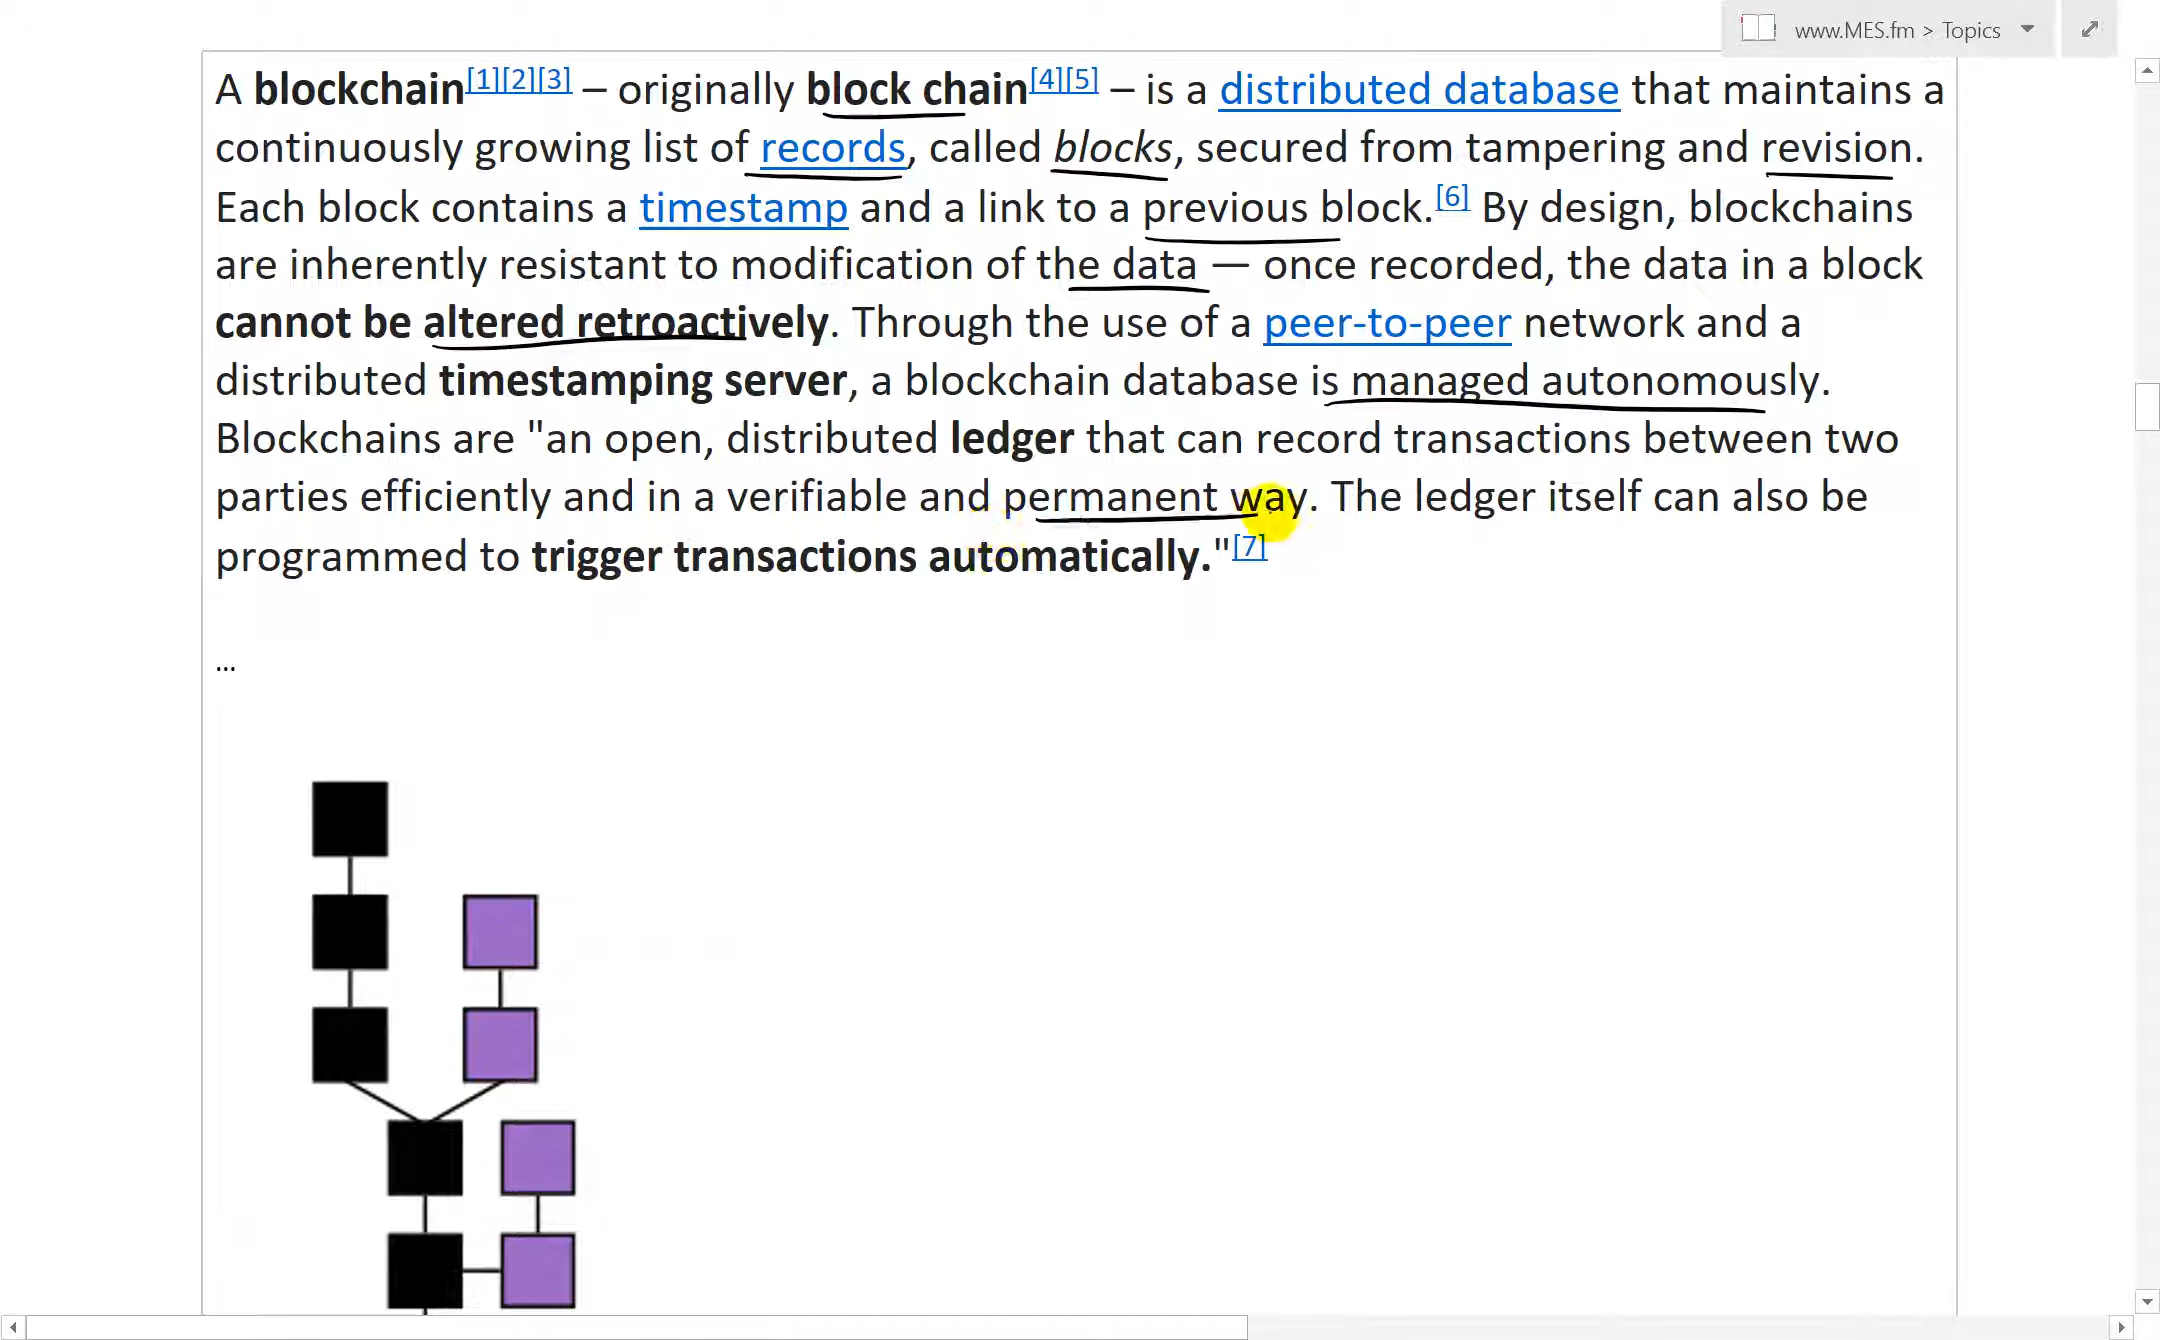 www.MES.fm > Topics
A blockchain[1][2][3] – originally block chain[4][5] – is a distributed database that maintains a
continuously growing list of records, called blocks, secured from tampering and revision.
Each block contains a timestamp and a link to a previous block.[6] By design, blockchains
are inherently resistant to modification of the data — once recorded, the data in a block
cannot be altered retroactively. Through the use of a peer-to-peer network and a
distributed timestamping server, a blockchain database is managed autonomously.
Blockchains are "an open, distributed ledger that can record transactions between two
parties efficiently and in a verifiable and permanent way. The ledger itself can also be
programmed to trigger transactions automatically."[7]
...